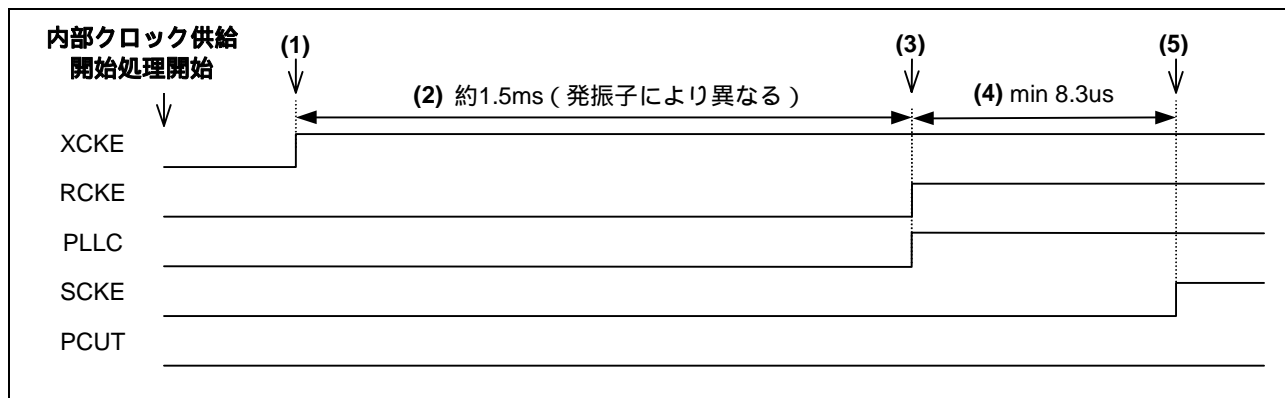 内部クロック供給
開始処理開始
(1)
(3)
(5)
(2) 約1.5ms（発振子により異なる）
(4) min 8.3us
XCKE
RCKE
PLLC
SCKE
PCUT